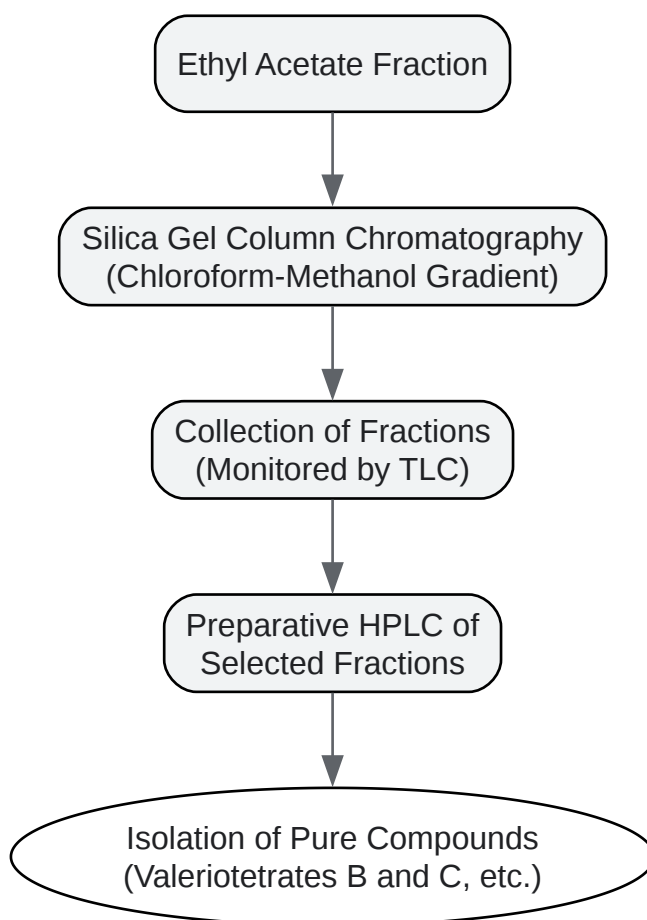 Ethyl Acetate Fraction
Silica Gel Column Chromatography
(Chloroform-Methanol Gradient)
Collection of Fractions
(Monitored by TLC)
Preparative HPLC of
Selected Fractions
Isolation of Pure Compounds
(Valeriotetrates B and C, etc.)